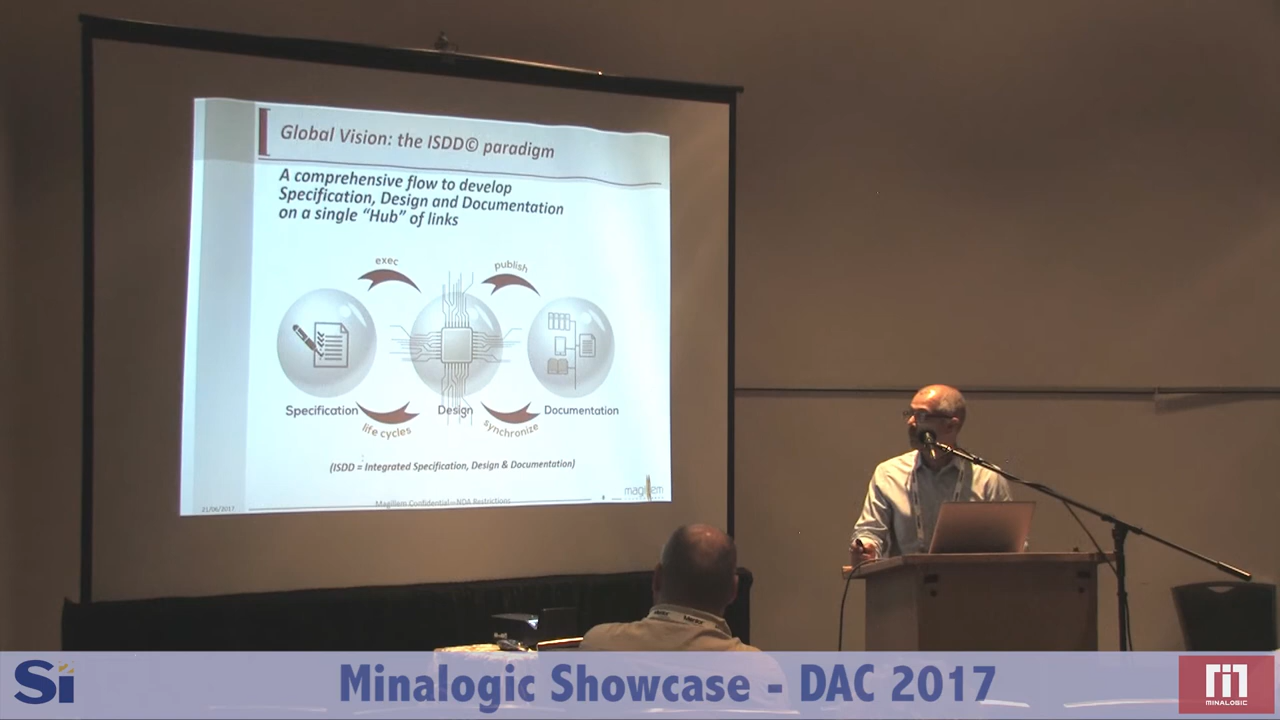 Global Vision: the ISDD© paradigm
A comprehensive flow to develop
Specification, Design and Documentation
on a single “Hub” of links
exec
publish
Specification
Design
Documentation
life cycles
synchronize
(ISDD = Integrated Specification, Design & Documentation)
magillem
Magillem Confidential – NDA Restrictions
8
21/06/2017
Si
Minalogic Showcase - DAC 2017
MINALOGIC